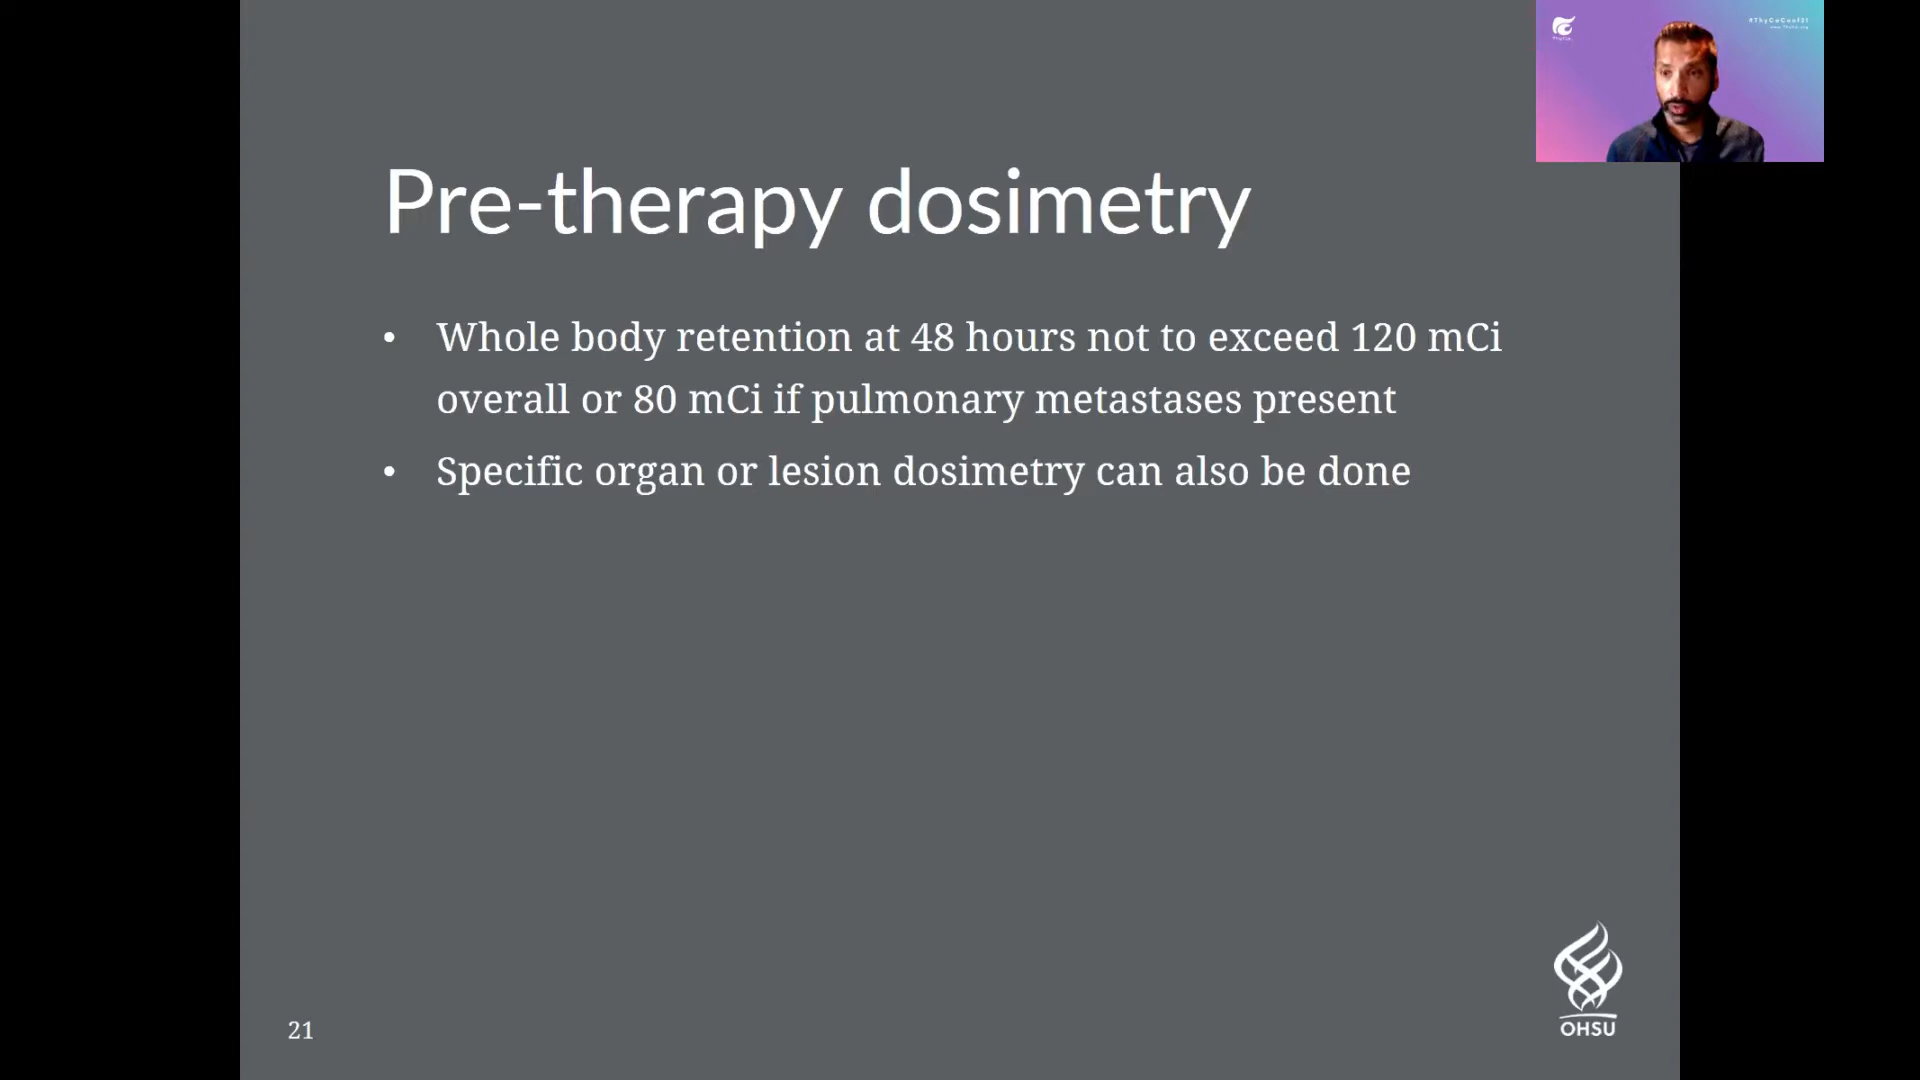 #ThyCaConf21
Pre-therapy dosimetry
• Whole body retention at 48 hours not to exceed 120 mCi
overall or 80 mCi if pulmonary metastases present
• Specific organ or lesion dosimetry can also be done
21
OHSU